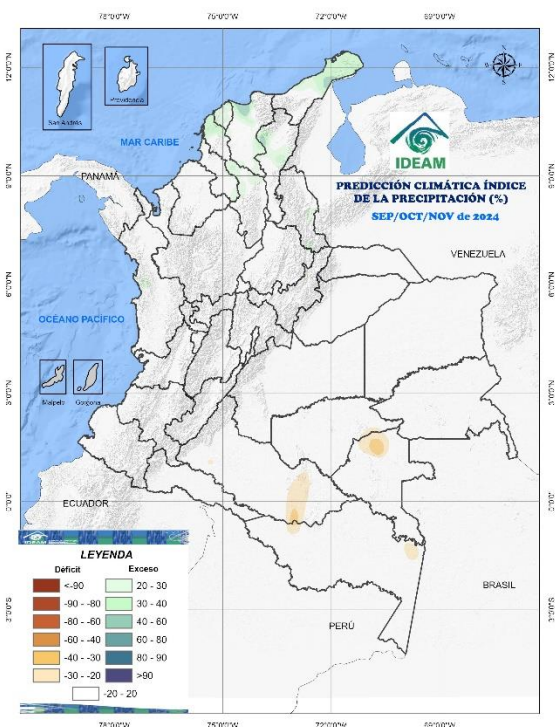 78°0'0"W 75°0'0"W 72°0'0"W 69°0'0"W
12°0'0"N 12°0'0"N
San Andrés
Providencia
MAR CARIBE
IDEAM
PANAMÁ
PREDICCIÓN CLIMÁTICA ÍNDICE
DE LA PRECIPITACIÓN (%)
SEP/OCT/NOV de 2024
9°0'0"N 9°0'0"N
VENEZUELA
6°0'0"N 6°0'0"N
OCÉANO PACÍFICO
Malpelo Gorgona
3°0'0"N 3°0'0"N
ECUADOR
0°0'0" 0°0'0"
IDEAM
LEYENDA
Déficit Exceso
<-90 20 - 30
-90 - -80 30 - 40
-80 - -60 40 - 60
-60 - -40 60 - 80
-40 - -30 80 - 90
-30 - -20 >90
-20 - 20
BRASIL
PERÚ
3°0'0"S 3°0'0"S
78°0'0"W 75°0'0"W 72°0'0"W 69°0'0"W